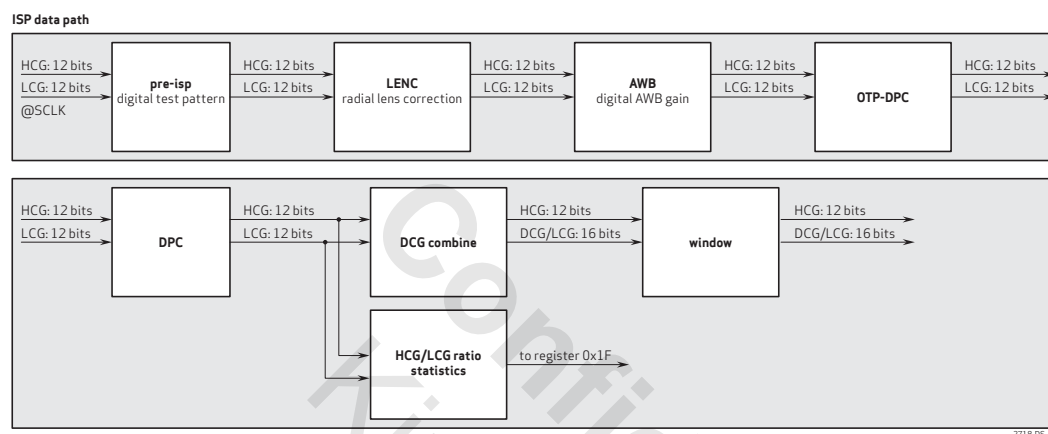 ISP data path
HCG: 12 bits
LCG: 12 bits
@SCLK
pre-isp
digital test pattern
HCG: 12 bits
LCG: 12 bits
LENC
radial lens correction
HCG: 12 bits
LCG: 12 bits
AWB
digital AWB gain
HCG: 12 bits
LCG: 12 bits
OTP-DPC
HCG: 12 bits
LCG: 12 bits
HCG: 12 bits
LCG: 12 bits
DPC
HCG: 12 bits
LCG: 12 bits
DCG combine
HCG: 12 bits
DCG/LCG: 16 bits
window
HCG: 12 bits
DCG/LCG: 16 bits
HCG/LCG ratio
statistics
to register 0x1F
Confi
Ki